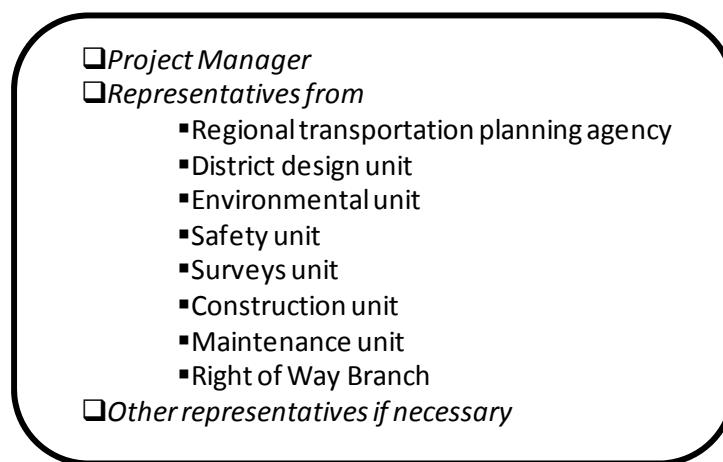 ❑Project Manager
❑Representatives from
▪Regional transportation planning agency
▪District design unit
▪Environmental unit
▪Safety unit
▪Surveys unit
▪Construction unit
▪Maintenance unit
▪Right of Way Branch
❑Other representatives if necessary